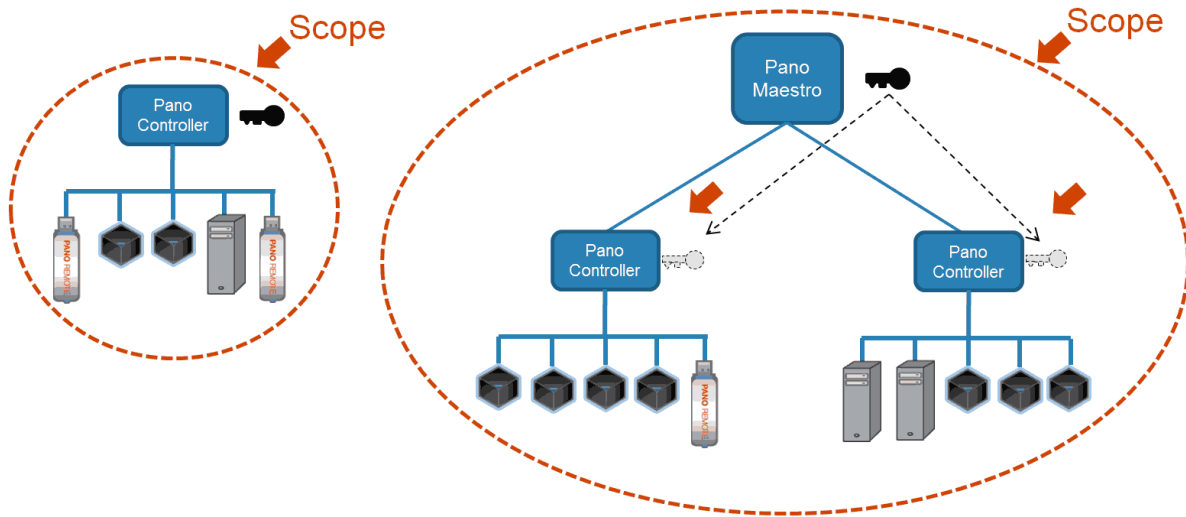 Scope
Pano
Controller
PANO REMOTE
PANO REMOTE
Scope
Pano
Maestro
Pano
Controller
Pano
Controller
PANO REMOTE